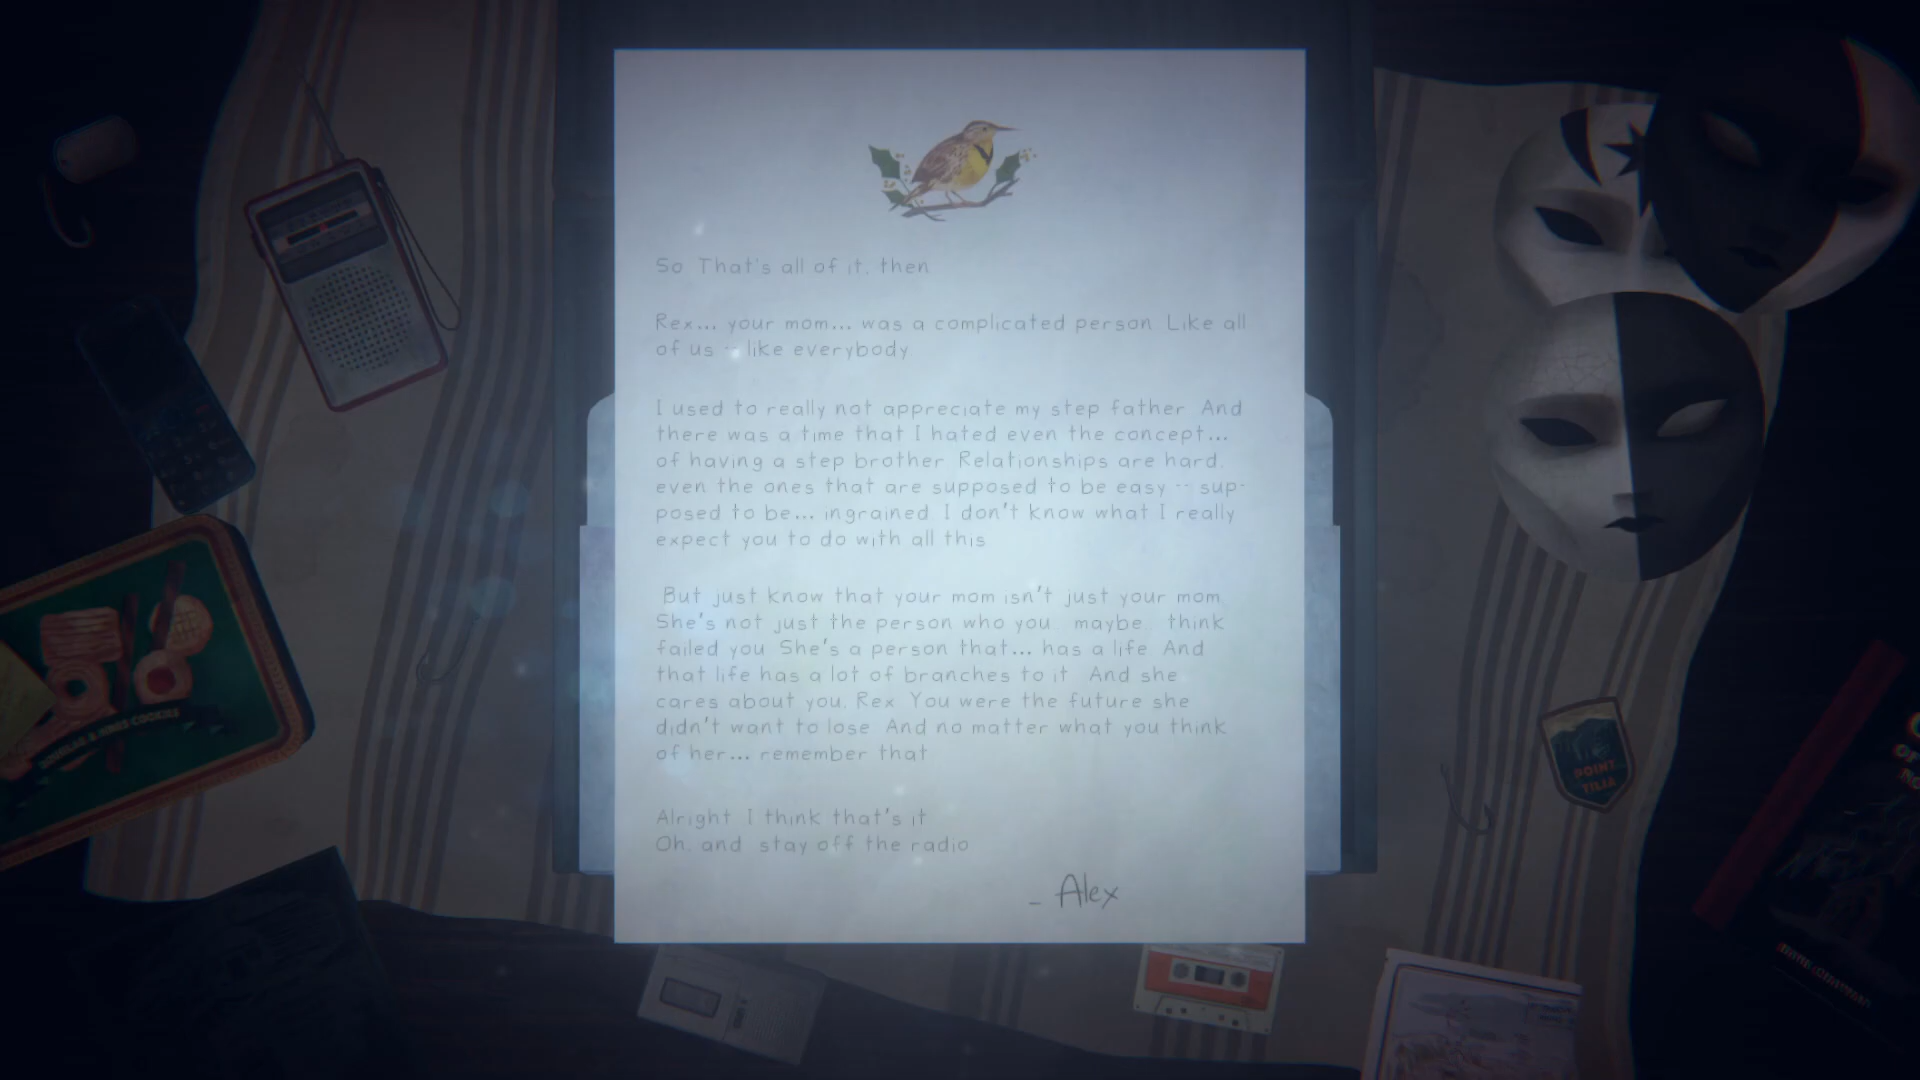 So That's all of it, then
Rex... your mom... was a complicated person Like all
of us -- like everybody
I used to really not appreciate my step father And
there was a time that I hated even the concept...
of having a step brother Relationships are hard,
even the ones that are supposed to be easy -- sup-
posed to be... ingrained I don't know what I really
expect you to do with all this
But just know that your mom isn't just your mom,
She's not just the person who you maybe think
failed you She's a person that... has a life And
that life has a lot of branches to it And she
cares about you, Rex You were the future she
didn't want to lose And no matter what you think
of her... remember that
Alright I think that's it
Oh, and stay off the radio
- Alex
POINT
TILIA